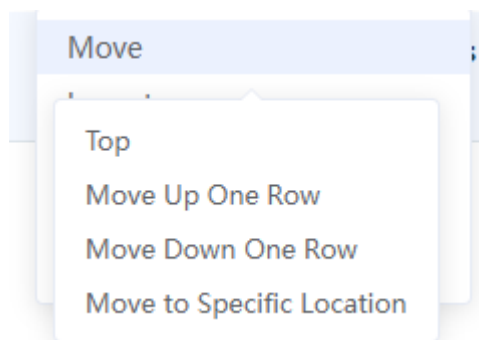 Move
Top
Move Up One Row
Move Down One Row
Move to Specific Location